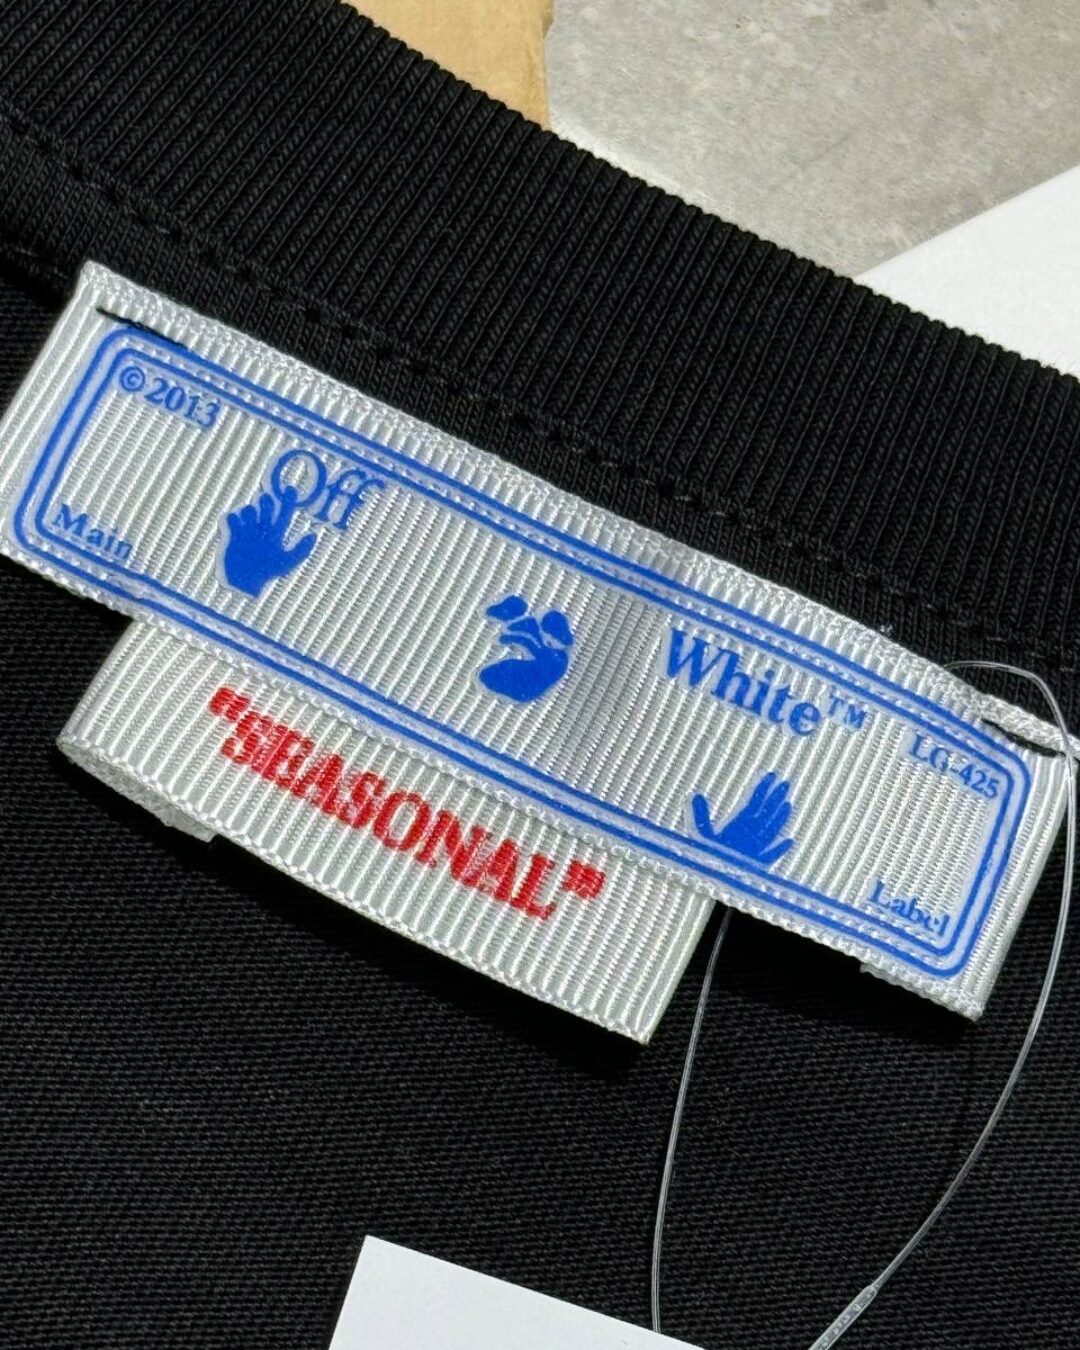 ©2013
Off White™
LG-425
Main
Label
"SEASONAL"